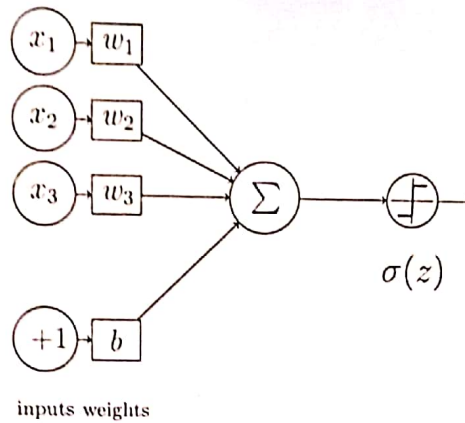 x₁ w₁
x₂ w₂
x₃ w₃
Σ
σ(z)
+1 b
inputs weights